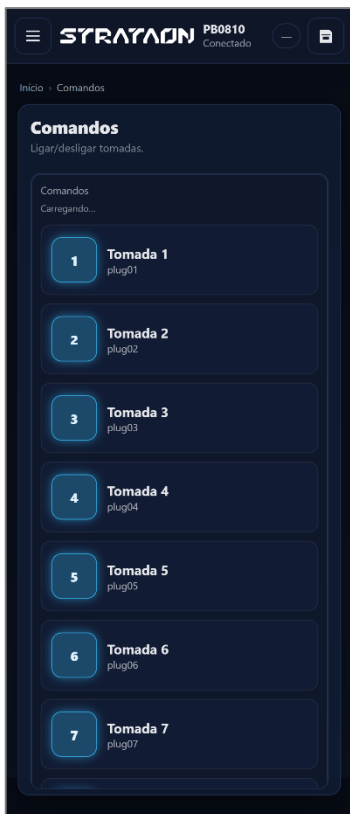 STRATAON
PB0810
Conectado
—
Início › Comandos
Comandos
Ligar/desligar tomadas.
Comandos
Carregando...
1
Tomada 1
plug01
2
Tomada 2
plug02
3
Tomada 3
plug03
4
Tomada 4
plug04
5
Tomada 5
plug05
6
Tomada 6
plug06
7
Tomada 7
plug07